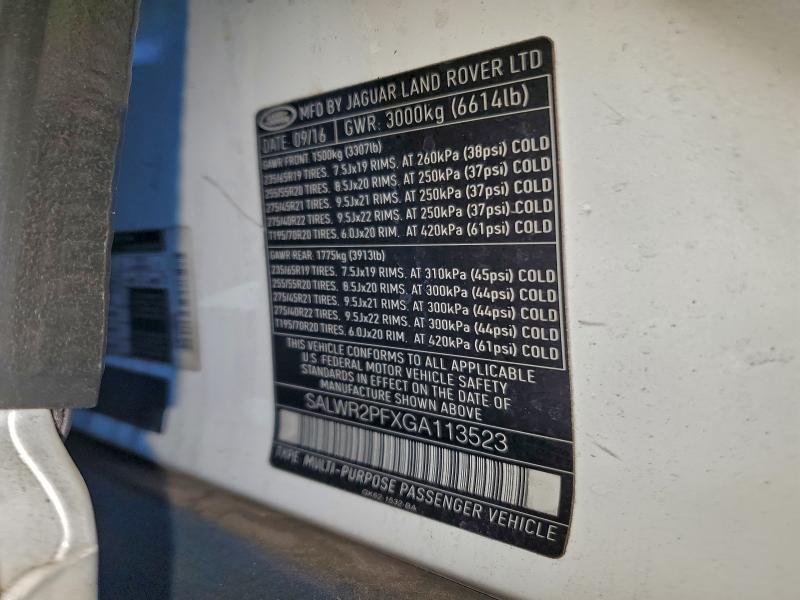 MFD BY JAGUAR LAND ROVER LTD
DATE: 09/16 GWR: 3000kg (6614lb)
GAWR FRONT: 1500kg (3307lb)
235/65R19 TIRES, 7.5Jx19 RIMS, AT 260kPa (38psi) COLD
255/55R20 TIRES, 8.5Jx20 RIMS, AT 250kPa (37psi) COLD
275/45R21 TIRES, 9.5Jx21 RIMS, AT 250kPa (37psi) COLD
275/40R22 TIRES, 9.5Jx22 RIMS, AT 250kPa (37psi) COLD
T195/70R20 TIRES, 6.0Jx20 RIM, AT 420kPa (61psi) COLD
GAWR REAR: 1775kg (3913lb)
235/65R19 TIRES, 7.5Jx19 RIMS, AT 310kPa (45psi) COLD
255/55R20 TIRES, 8.5Jx20 RIMS, AT 300kPa (44psi) COLD
275/45R21 TIRES, 9.5Jx21 RIMS, AT 300kPa (44psi) COLD
275/40R22 TIRES, 9.5Jx22 RIMS, AT 300kPa (44psi) COLD
T195/70R20 TIRES, 6.0Jx20 RIM, AT 420kPa (61psi) COLD
THIS VEHICLE CONFORMS TO ALL APPLICABLE
U.S. FEDERAL MOTOR VEHICLE SAFETY
STANDARDS IN EFFECT ON THE DATE OF
MANUFACTURE SHOWN ABOVE
SALWR2PFXGA113523
TYPE: MULTI-PURPOSE PASSENGER VEHICLE
GK62-1532-BA